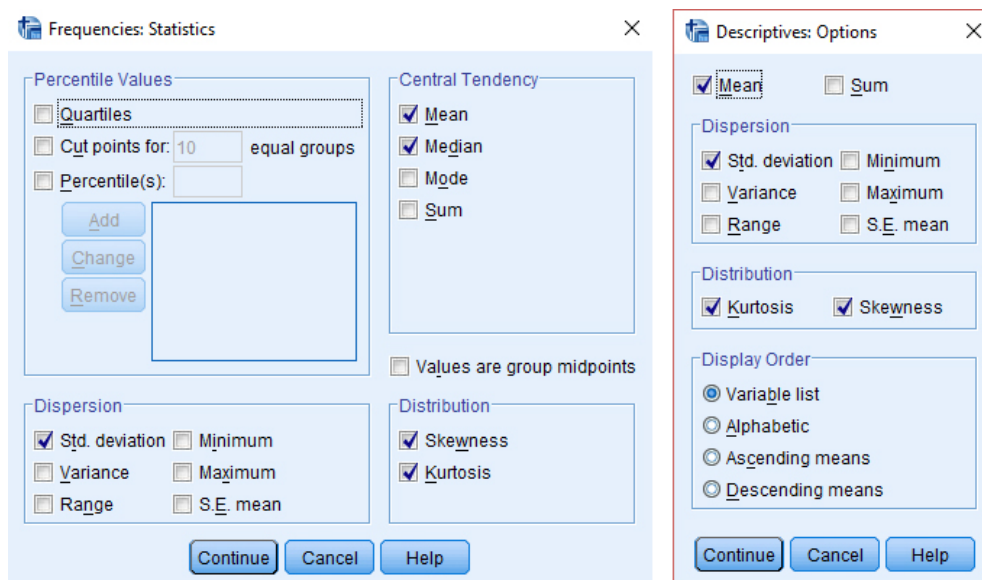 Frequencies: Statistics
Percentile Values
Quartiles
Cut points for: 10 equal groups
Percentile(s):
Add
Change
Remove
Central Tendency
Mean
Median
Mode
Sum
Values are group midpoints
Dispersion
Std. deviation Minimum
Variance Maximum
Range S.E. mean
Distribution
Skewness
Kurtosis
Continue Cancel Help
Descriptives: Options
Mean Sum
Dispersion
Std. deviation Minimum
Variance Maximum
Range S.E. mean
Distribution
Kurtosis Skewness
Display Order
Variable list
Alphabetic
Ascending means
Descending means
Continue Cancel Help